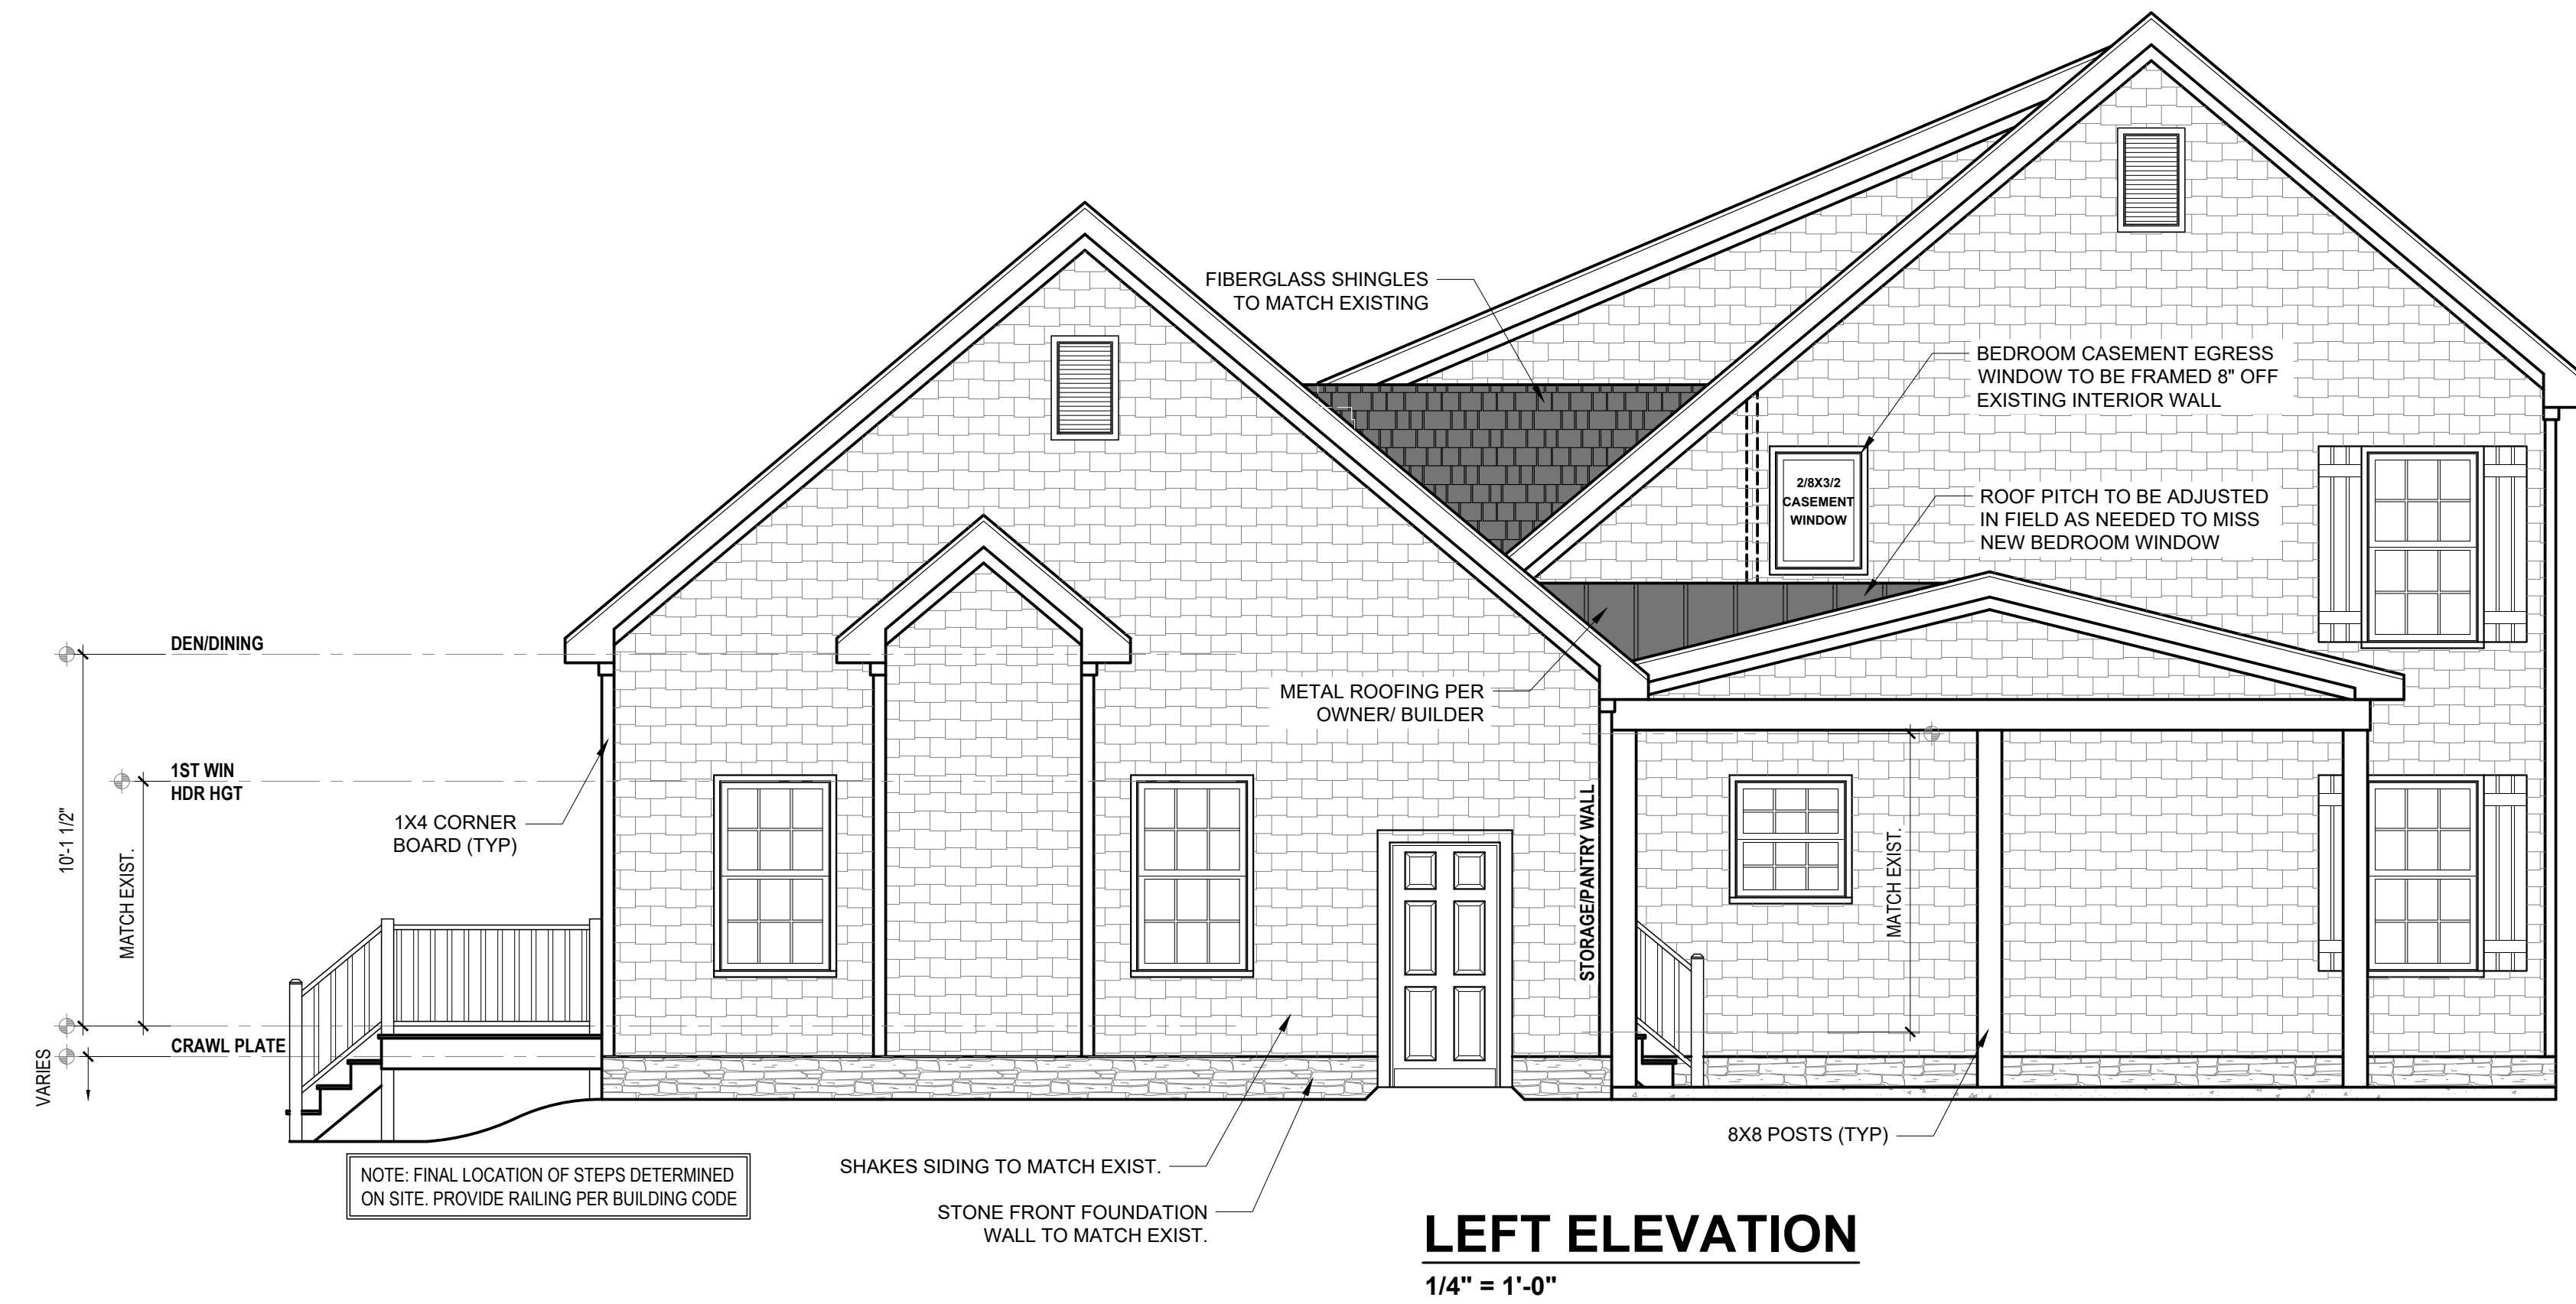 FIBERGLASS SHINGLES
TO MATCH EXISTING
BEDROOM CASEMENT EGRESS
WINDOW TO BE FRAMED 8" OFF
EXISTING INTERIOR WALL
2/8X3/2
CASEMENT
WINDOW
ROOF PITCH TO BE ADJUSTED
IN FIELD AS NEEDED TO MISS
NEW BEDROOM WINDOW
DEN/DINING
METAL ROOFING PER
OWNER/ BUILDER
1ST WIN
HDR HGT
10'-1 1/2"
MATCH EXIST.
1X4 CORNER
BOARD (TYP)
STORAGE/PANTRY WALL
MATCH EXIST.
CRAWL PLATE
VARIES
8X8 POSTS (TYP)
NOTE: FINAL LOCATION OF STEPS DETERMINED
ON SITE. PROVIDE RAILING PER BUILDING CODE
SHAKES SIDING TO MATCH EXIST.
STONE FRONT FOUNDATION
WALL TO MATCH EXIST.
LEFT ELEVATION
1/4" = 1'-0"